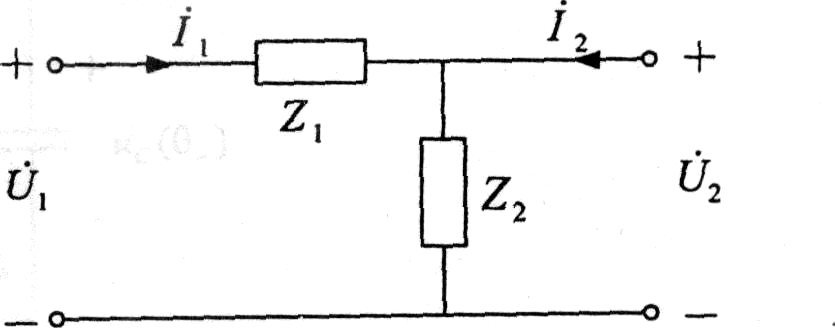 İ₁ İ₂
+ +
Z₁
U̇₁ Z₂ U̇₂
− −